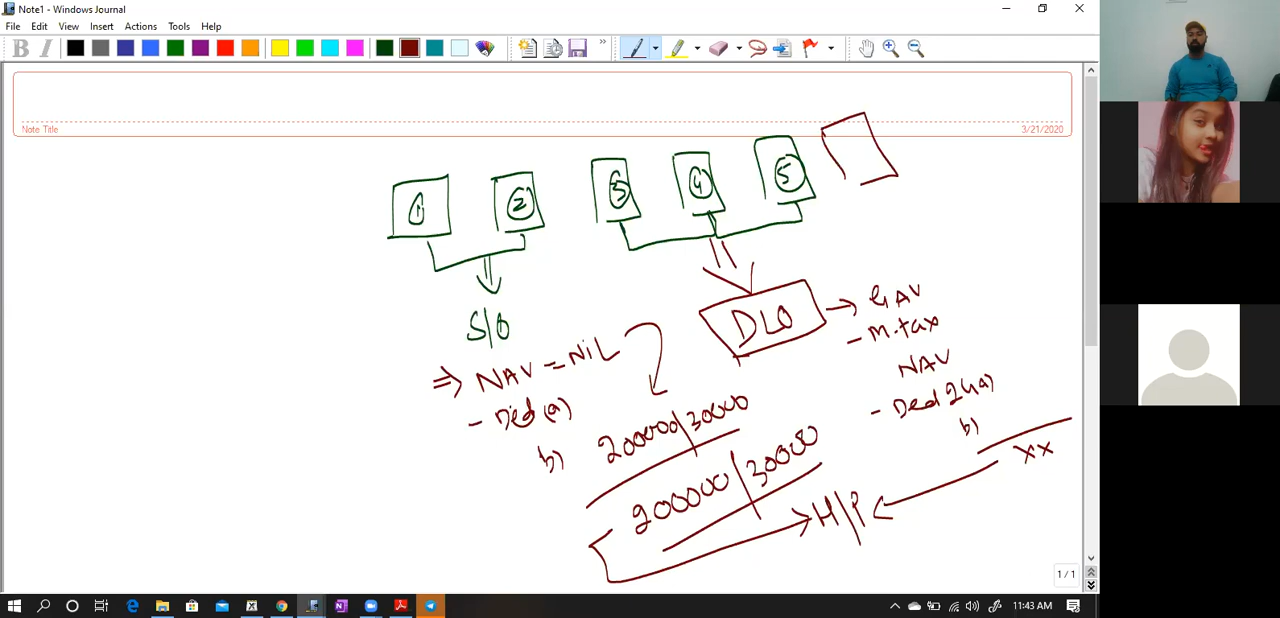 Note1 - Windows Journal
File Edit View Insert Actions Tools Help
B I
Note Title
3/21/2020
1 2 3 4 5
S/O
DLO
GAV
- M.tax
NAV
- Ded 24a)
b)
xx
⇒ NAV = NiL
- Ded (a)
b) 200000/30000
200000/30000
H/P
1 / 1
11:43 AM